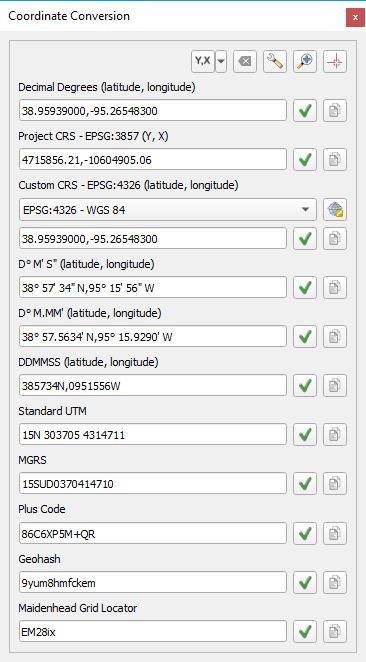 Coordinate Conversion
Y,X
Decimal Degrees (latitude, longitude)
38.95939000,-95.26548300
Project CRS - EPSG:3857 (Y, X)
4715856.21,-10604905.06
Custom CRS - EPSG:4326 (latitude, longitude)
EPSG:4326 - WGS 84
38.95939000,-95.26548300
D° M' S" (latitude, longitude)
38° 57' 34" N,95° 15' 56" W
D° M.MM' (latitude, longitude)
38° 57.5634' N,95° 15.9290' W
DDMMSS (latitude, longitude)
385734N,0951556W
Standard UTM
15N 303705 4314711
MGRS
15SUD0370414710
Plus Code
86C6XP5M+QR
Geohash
9yum8hmfckem
Maidenhead Grid Locator
EM28ix